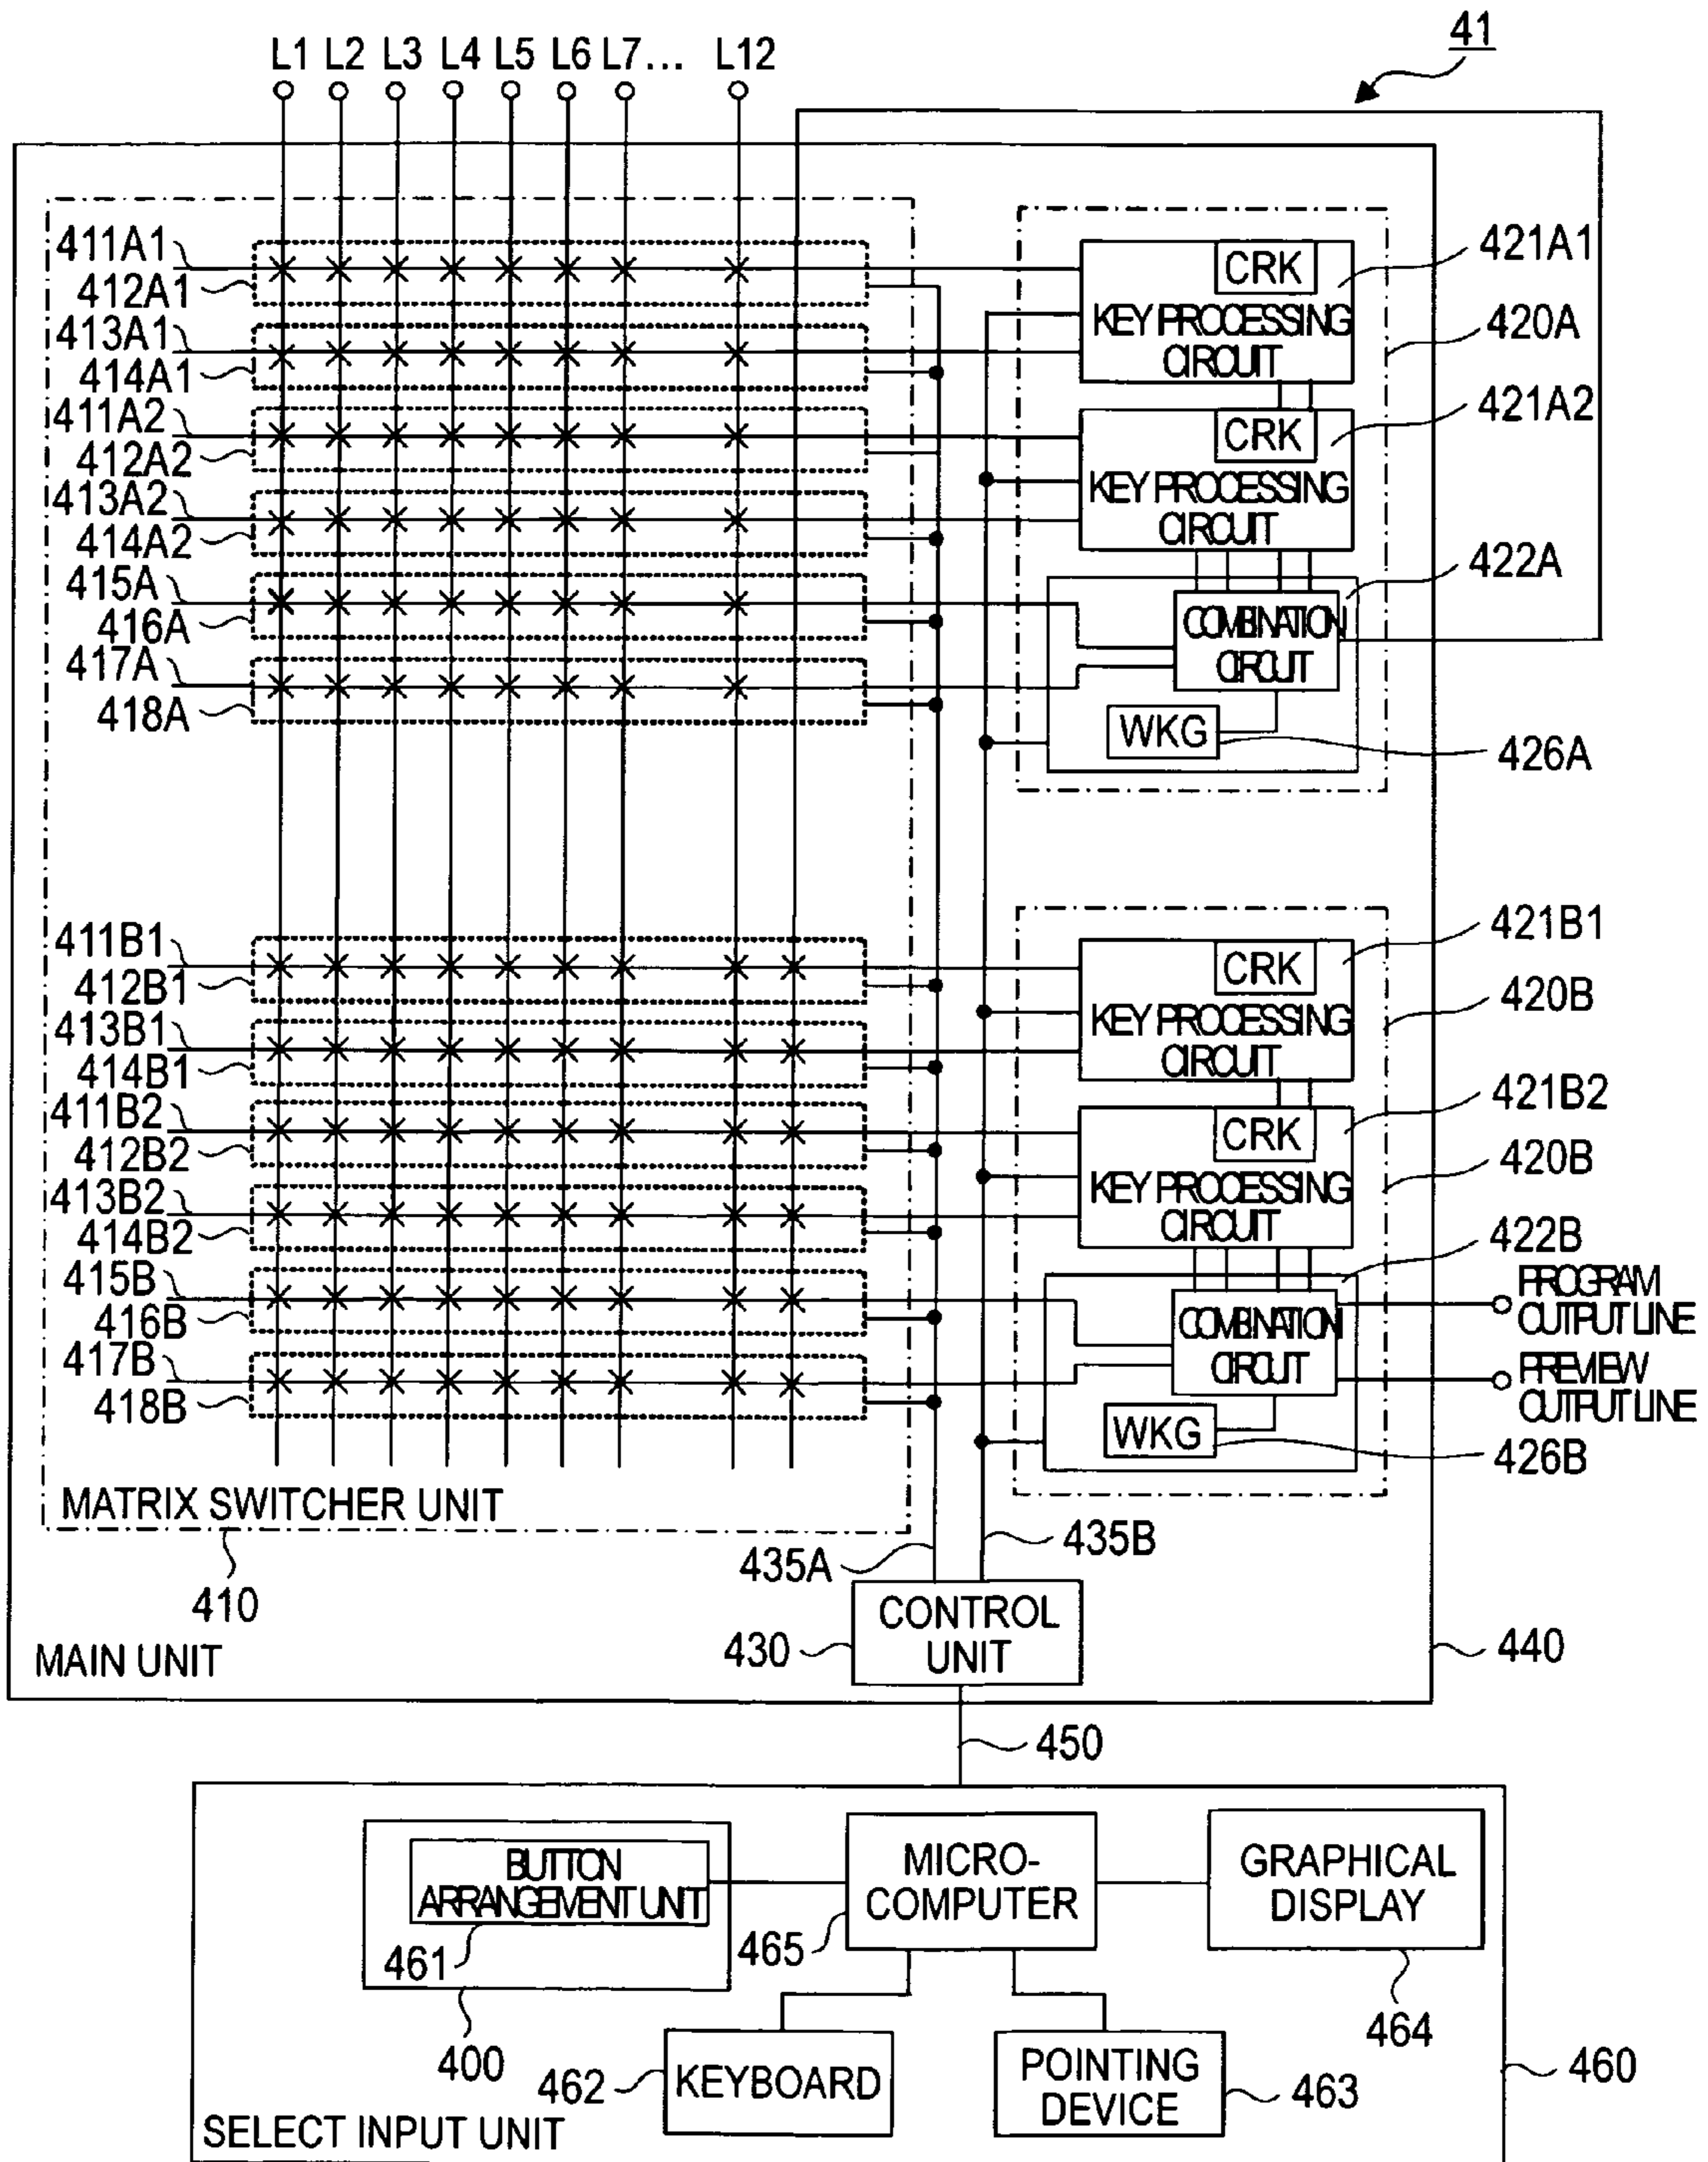 41
L1 L2 L3 L4 L5 L6 L7... L12
411A1
412A1
413A1
414A1
411A2
412A2
413A2
414A2
415A
416A
417A
418A
CRK
KEY PROCESSING
CIRCUIT
421A1
420A
CRK
KEY PROCESSING
CIRCUIT
421A2
422A
COMBINATION
CIRCUIT
WKG
426A
411B1
412B1
413B1
414B1
411B2
412B2
413B2
414B2
415B
416B
417B
418B
CRK
KEY PROCESSING
CIRCUIT
421B1
420B
CRK
KEY PROCESSING
CIRCUIT
421B2
420B
422B
COMBINATION
CIRCUIT
PROGRAM
OUTPUT LINE
PREVIEW
OUTPUT LINE
WKG
426B
MATRIX SWITCHER UNIT
410
435A
435B
CONTROL
UNIT
430
440
MAIN UNIT
450
BUTTON
ARRANGEMENT UNIT
461
400
MICRO-
COMPUTER
465
GRAPHICAL
DISPLAY
464
KEYBOARD
462
POINTING
DEVICE
463
460
SELECT INPUT UNIT